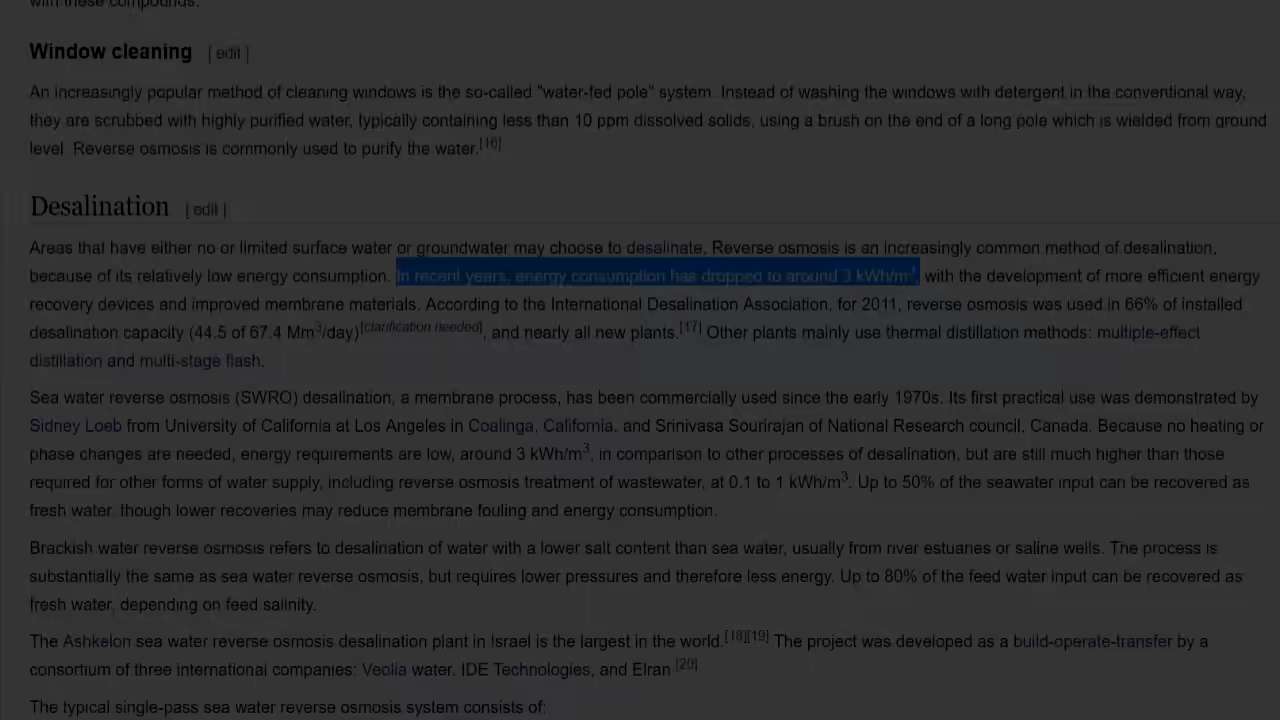 with these compounds.
Window cleaning [ edit ]
An increasingly popular method of cleaning windows is the so-called "water-fed pole" system. Instead of washing the windows with detergent in the conventional way,
they are scrubbed with highly purified water, typically containing less than 10 ppm dissolved solids, using a brush on the end of a long pole which is wielded from ground
level. Reverse osmosis is commonly used to purify the water.[16]
Desalination [ edit ]
Areas that have either no or limited surface water or groundwater may choose to desalinate. Reverse osmosis is an increasingly common method of desalination,
because of its relatively low energy consumption. In recent years, energy consumption has dropped to around 3 kWh/m³, with the development of more efficient energy
recovery devices and improved membrane materials. According to the International Desalination Association, for 2011, reverse osmosis was used in 66% of installed
desalination capacity (44.5 of 67.4 Mm³/day)[clarification needed], and nearly all new plants.[17] Other plants mainly use thermal distillation methods: multiple-effect
distillation and multi-stage flash.
Sea water reverse osmosis (SWRO) desalination, a membrane process, has been commercially used since the early 1970s. Its first practical use was demonstrated by
Sidney Loeb from University of California at Los Angeles in Coalinga, California, and Srinivasa Sourirajan of National Research council, Canada. Because no heating or
phase changes are needed, energy requirements are low, around 3 kWh/m³, in comparison to other processes of desalination, but are still much higher than those
required for other forms of water supply, including reverse osmosis treatment of wastewater, at 0.1 to 1 kWh/m³. Up to 50% of the seawater input can be recovered as
fresh water, though lower recoveries may reduce membrane fouling and energy consumption.
Brackish water reverse osmosis refers to desalination of water with a lower salt content than sea water, usually from river estuaries or saline wells. The process is
substantially the same as sea water reverse osmosis, but requires lower pressures and therefore less energy. Up to 80% of the feed water input can be recovered as
fresh water, depending on feed salinity.
The Ashkelon sea water reverse osmosis desalination plant in Israel is the largest in the world.[18][19] The project was developed as a build-operate-transfer by a
consortium of three international companies: Veolia water, IDE Technologies, and Elran.[20]
The typical single-pass sea water reverse osmosis system consists of: